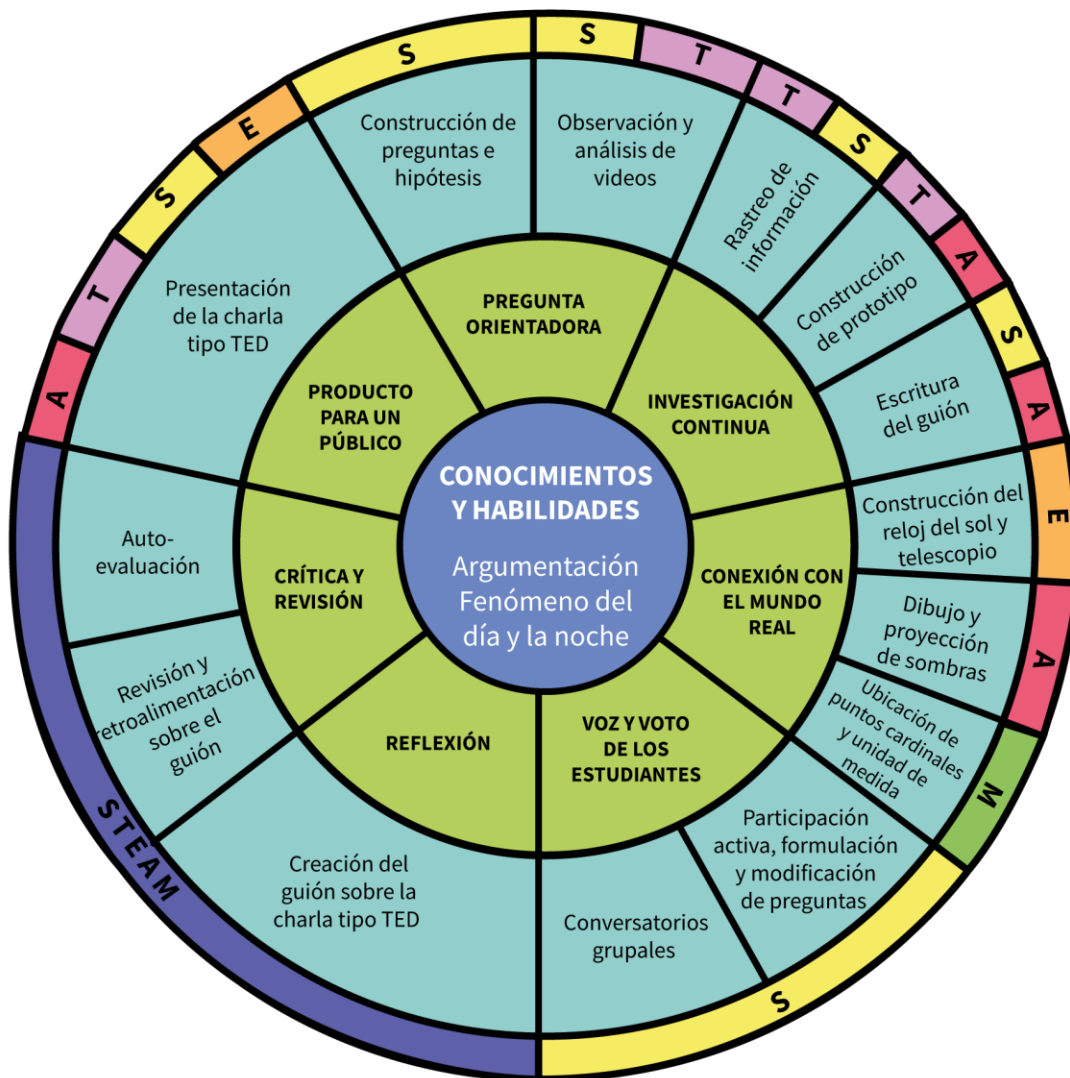 CONOCIMIENTOS
Y HABILIDADES
Argumentación
Fenómeno del
día y la noche
PREGUNTA
ORIENTADORA
INVESTIGACIÓN
CONTINUA
CONEXIÓN CON
EL MUNDO
REAL
VOZ Y VOTO
DE LOS
ESTUDIANTES
REFLEXIÓN
CRÍTICA Y
REVISIÓN
PRODUCTO
PARA UN
PÚBLICO
Construcción de
preguntas e
hipótesis
Observación y
análisis de
videos
Rastreo de
información
Construcción
de prototipo
Escritura
del guión
Construcción del
reloj del sol y
telescopio
Dibujo y
proyección
de sombras
Ubicación de
puntos cardinales
y unidad de
medida
Participación
activa, formulación
y modificación
de preguntas
Conversatorios
grupales
Creación del
guión sobre la
charla tipo TED
Revisión y
retroalimentación
sobre el
guión
Auto-
evaluación
Presentación
de la charla
tipo TED
S
S
T
T
S
T
A
S
A
E
A
M
S
STEAM
A
T
S
E